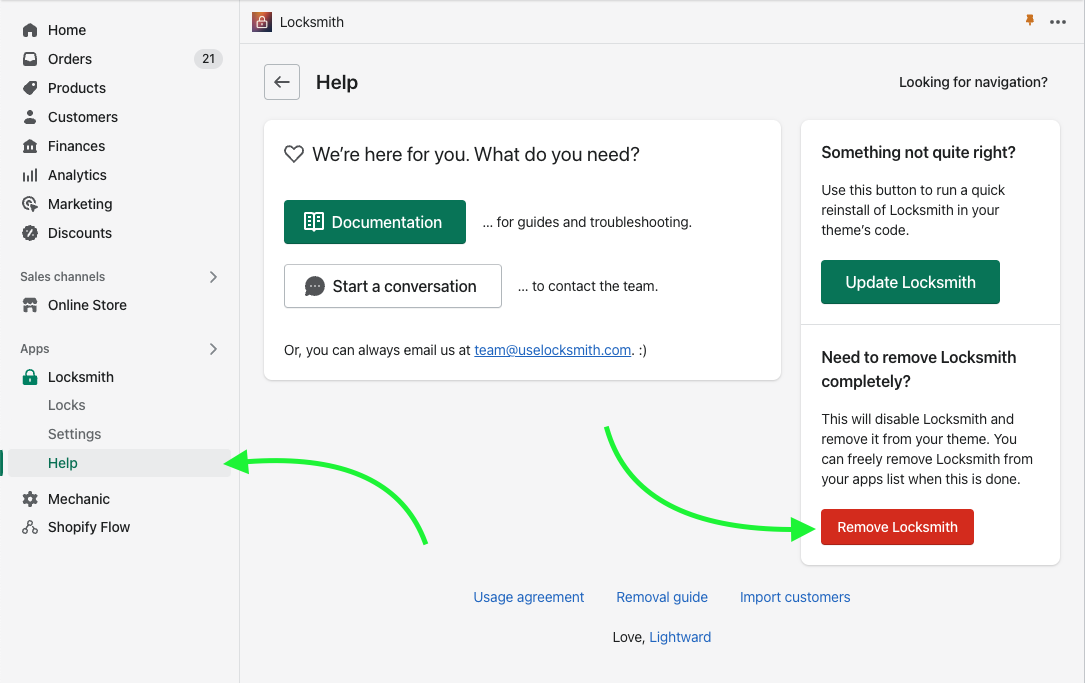 Home
Orders 21
Products
Customers
Finances
Analytics
Marketing
Discounts
Sales channels
Online Store
Apps
Locksmith
Locks
Settings
Help
Mechanic
Shopify Flow
Locksmith
Help
Looking for navigation?
We’re here for you. What do you need?
Documentation ... for guides and troubleshooting.
Start a conversation ... to contact the team.
Or, you can always email us at team@uselocksmith.com. :)
Something not quite right?
Use this button to run a quick
reinstall of Locksmith in your
theme’s code.
Update Locksmith
Need to remove Locksmith
completely?
This will disable Locksmith and
remove it from your theme. You
can freely remove Locksmith from
your apps list when this is done.
Remove Locksmith
Usage agreement Removal guide Import customers
Love, Lightward